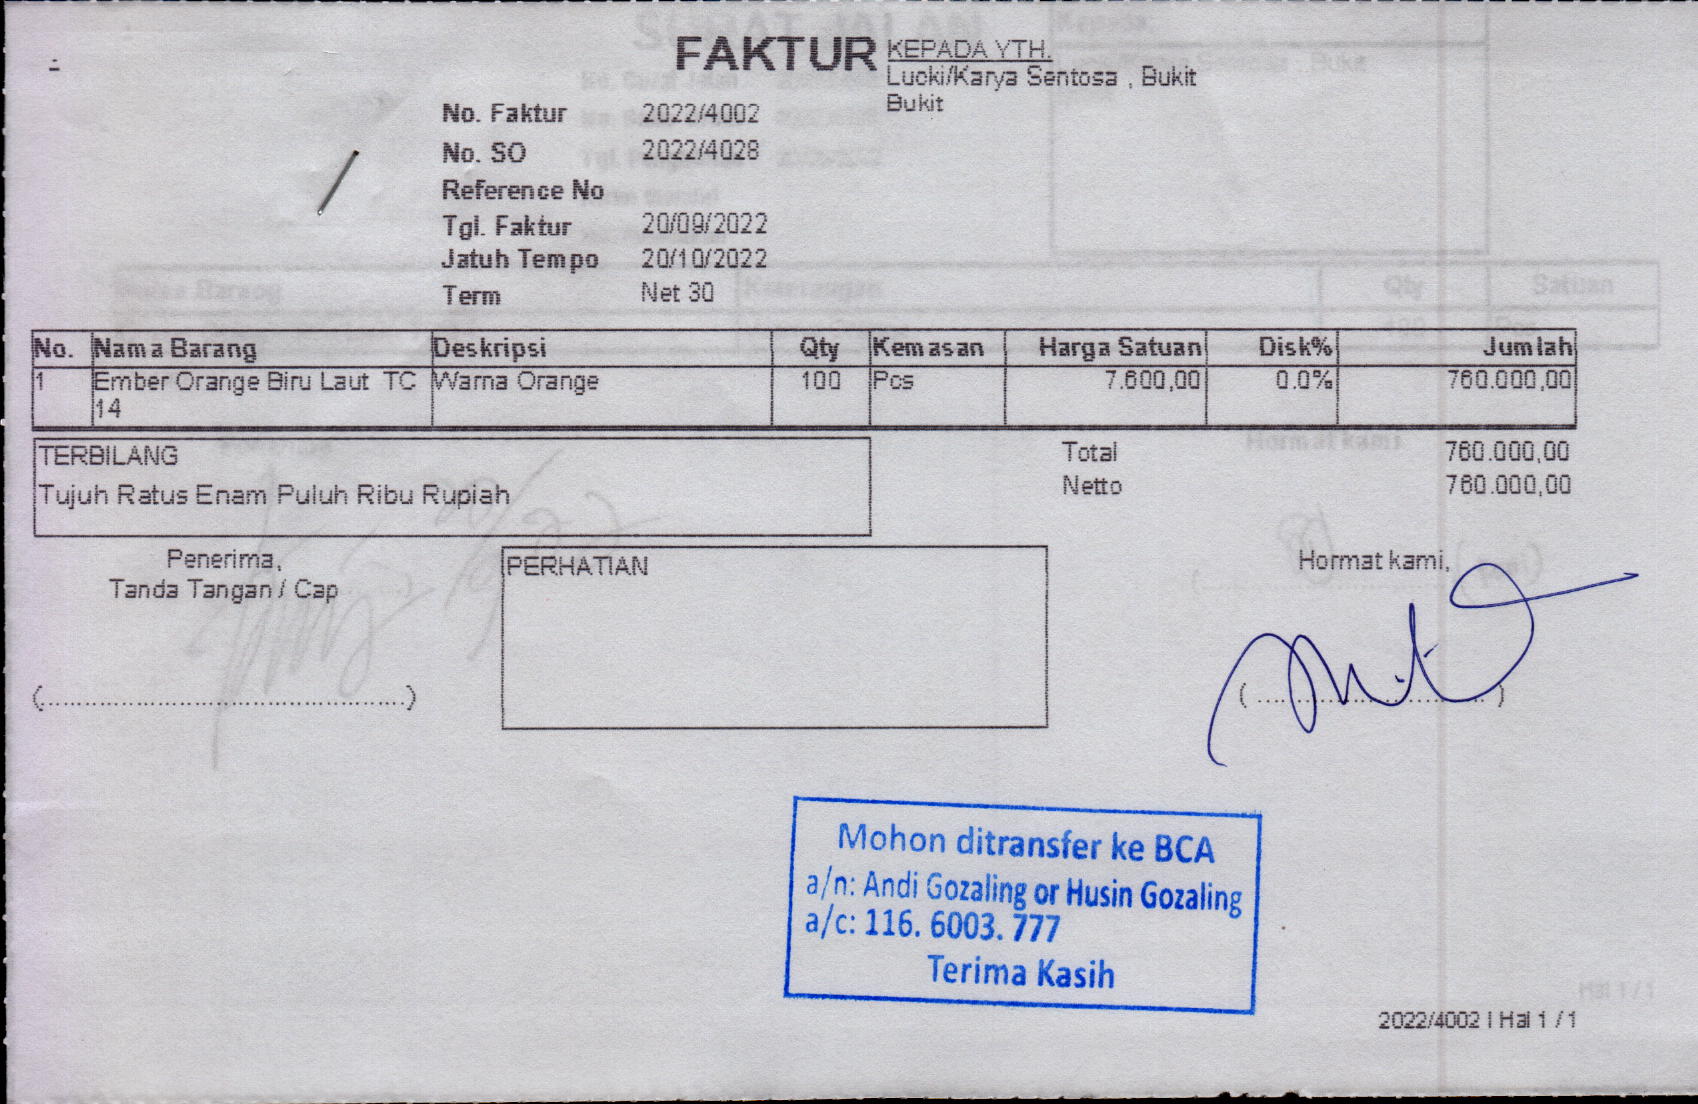 FAKTUR
KEPADA YTH.
Lucki/Karya Sentosa , Bukit
Bukit
No. Faktur 2022/4002
No. SO 2022/4028
Reference No
Tgl. Faktur 20/09/2022
Jatuh Tempo 20/10/2022
Term Net 30
No. Nama Barang Deskripsi Qty Kemasan Harga Satuan Disk% Jumlah
1 Ember Orange Biru Laut TC Warna Orange 100 Pcs 7.600,00 0.0% 760.000,00
14
TERBILANG
Tujuh Ratus Enam Puluh Ribu Rupiah
Total 760.000,00
Netto 760.000,00
Penerima,
Tanda Tangan / Cap
(................................................)
PERHATIAN
Hormat kami,
(................................)
Mohon ditransfer ke BCA
a/n: Andi Gozaling or Husin Gozaling
a/c: 116. 6003. 777
Terima Kasih
Hal 1 / 1
2022/4002 | Hal 1 / 1